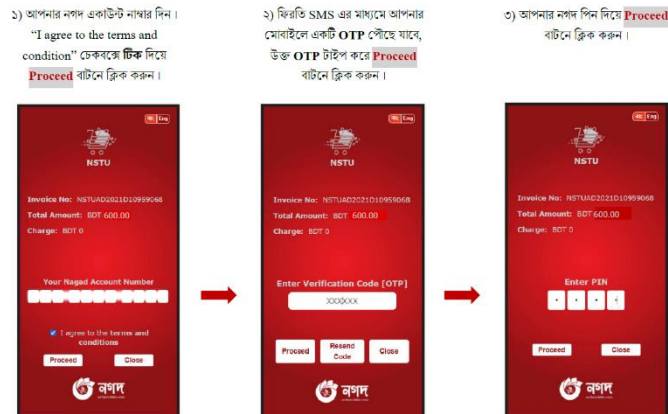 ১) আপনার নগদ একাউন্ট নাম্বার দিন।
“I agree to the terms and
condition” চেকবক্সে টিক দিয়ে
Proceed বাটনে ক্লিক করুন।
বাং Eng
NSTU
Invoice No: NSTUAD2021D10959068
Total Amount: BDT 600.00
Charge: BDT 0
Your Nagad Account Number
I agree to the terms and
conditions
Proceed Close
নগদ
২) ফিরতি SMS এর মাধ্যমে আপনার
মোবাইলে একটি OTP পৌঁছে যাবে,
উক্ত OTP টাইপ করে Proceed
বাটনে ক্লিক করুন।
বাং Eng
NSTU
Invoice No: NSTUAD2021D10959068
Total Amount: BDT 600.00
Charge: BDT 0
Enter Verification Code [OTP]
XXXXXX
Proceed Resend Code Close
নগদ
৩) আপনার নগদ পিন দিয়ে Proceed
বাটনে ক্লিক করুন।
বাং Eng
NSTU
Invoice No: NSTUAD2021D10959068
Total Amount: BDT 600.00
Charge: BDT 0
Enter PIN
Proceed Close
নগদ